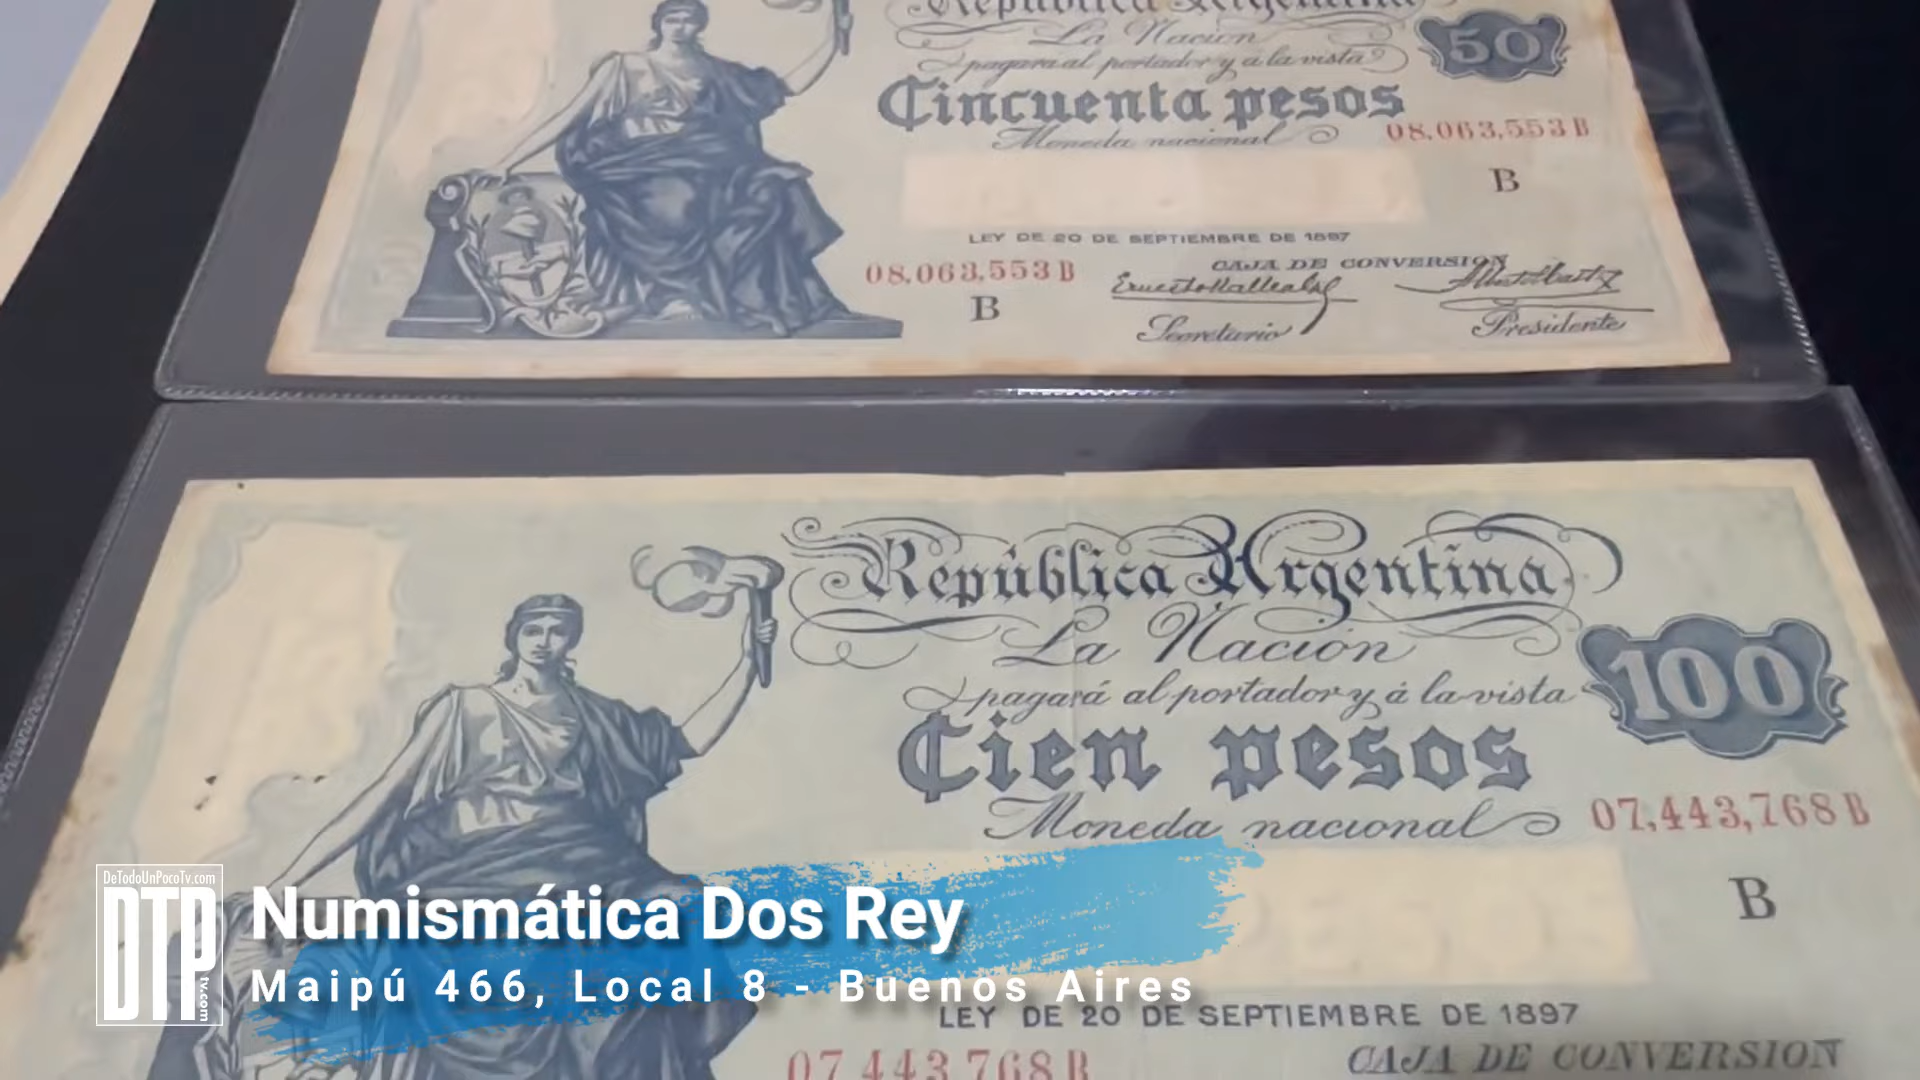 República Argentina
La Nación
pagará al portador y á la vista
50
Cincuenta pesos
Moneda nacional
08.063,553 B
B
LEY DE 20 DE SEPTIEMBRE DE 1897
08.063,553 B
B
CAJA DE CONVERSION
Secretario
Presidente
República Argentina
La Nación
pagará al portador y á la vista
100
Cien pesos
Moneda nacional
07,443,768 B
B
LEY DE 20 DE SEPTIEMBRE DE 1897
07,443,768 B
CAJA DE CONVERSION
DeTodoUnPocoTv.com
DTP
tv.com
Numismática Dos Rey
Maipú 466, Local 8 - Buenos Aires